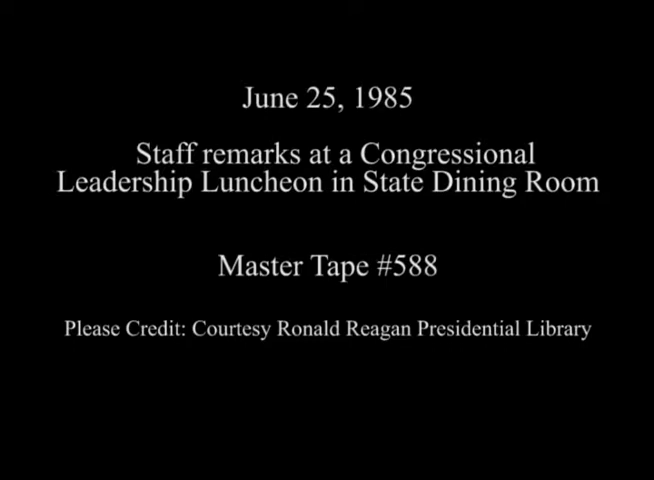 June 25, 1985
Staff remarks at a Congressional
Leadership Luncheon in State Dining Room
Master Tape #588
Please Credit: Courtesy Ronald Reagan Presidential Library